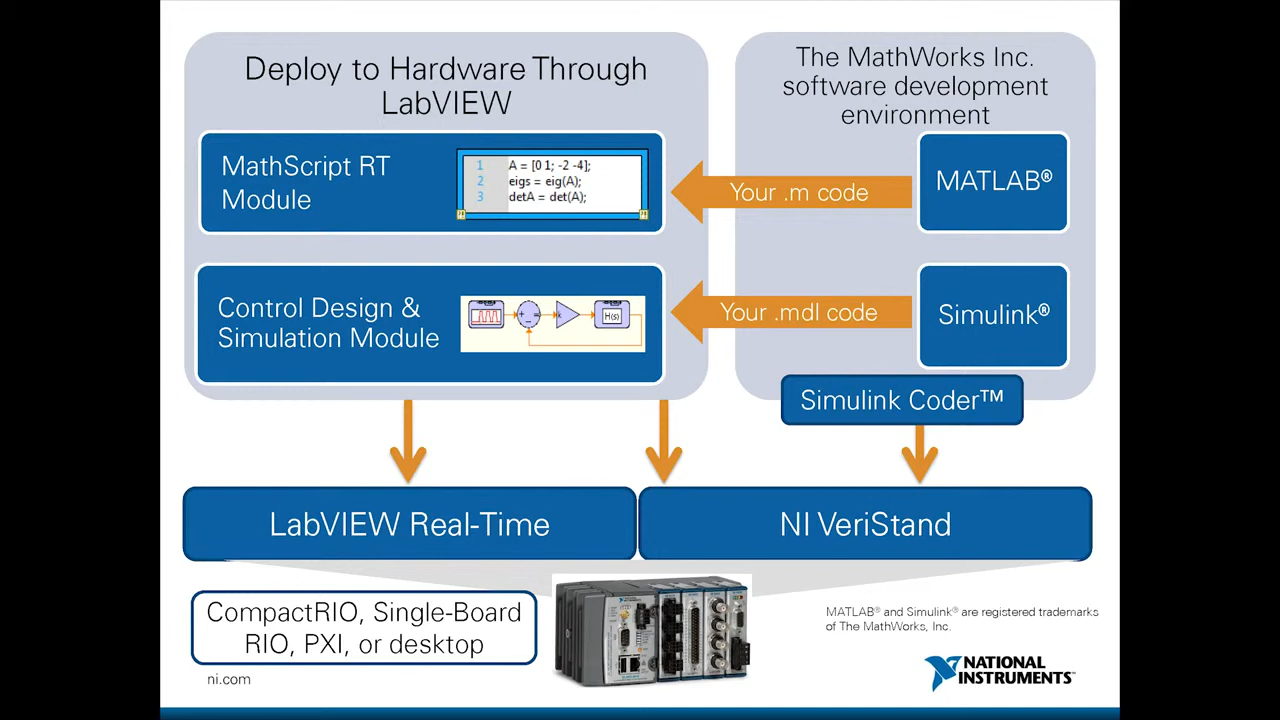 Deploy to Hardware Through
LabVIEW
The MathWorks Inc.
software development
environment
MathScript RT
Module
1 A = [0 1; -2 -4];
2 eigs = eig(A);
3 detA = det(A);
Your .m code
MATLAB®
Control Design &
Simulation Module
+
_
=
k
H(s)
Your .mdl code
Simulink®
Simulink Coder™
LabVIEW Real-Time
NI VeriStand
CompactRIO, Single-Board
RIO, PXI, or desktop
MATLAB® and Simulink® are registered trademarks
of The MathWorks, Inc.
ni.com
NATIONAL
INSTRUMENTS™